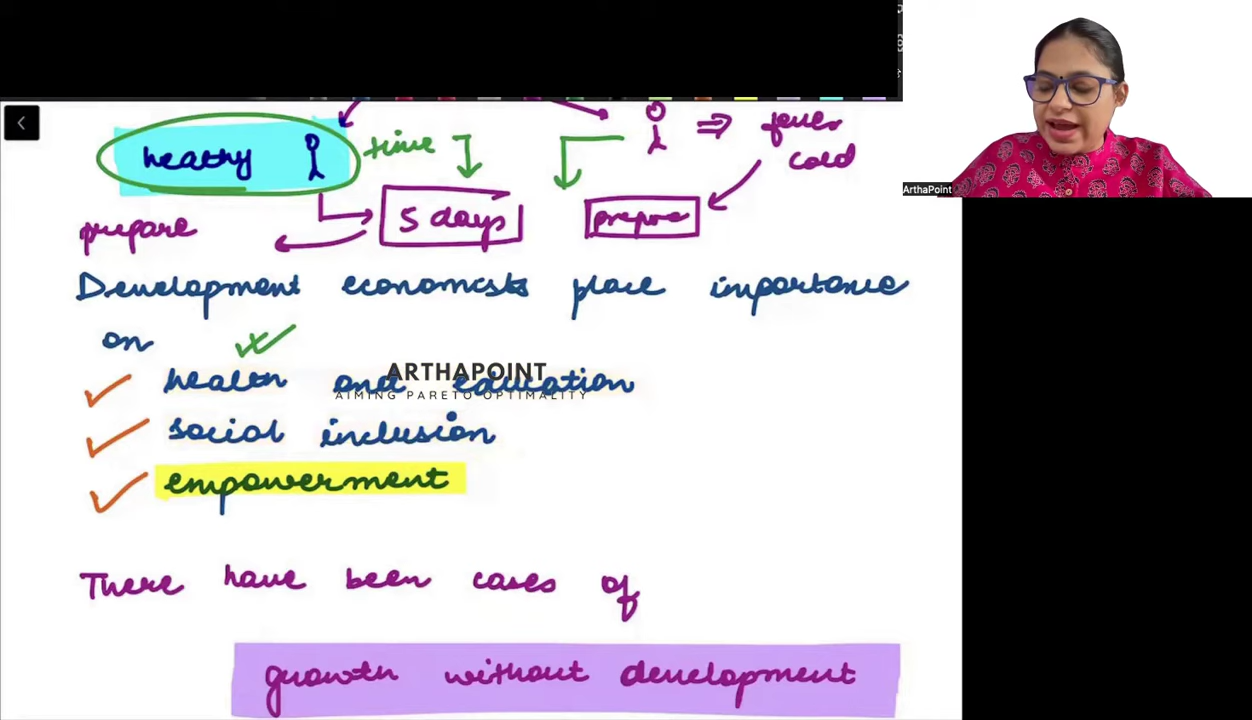 healthy time fever
cold
prepare 5 days prepare
Development economists place importance
on
health and education
ARTHAPOINT
AIMING PARETO OPTIMALITY
social inclusion
empowerment
There have been cases of
growth without development
ArthaPoint